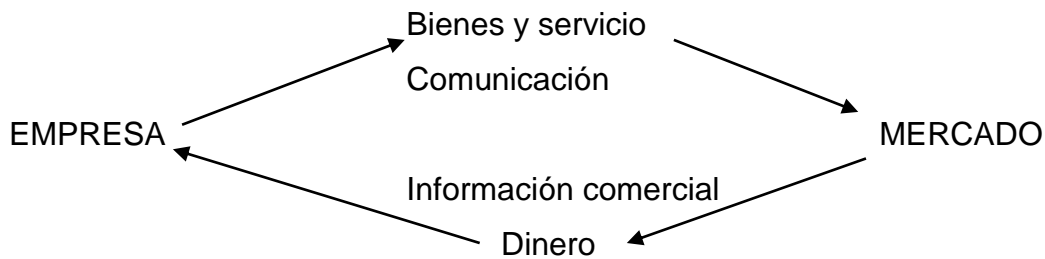 Bienes y servicio
Comunicación
EMPRESA
MERCADO
Información comercial
Dinero